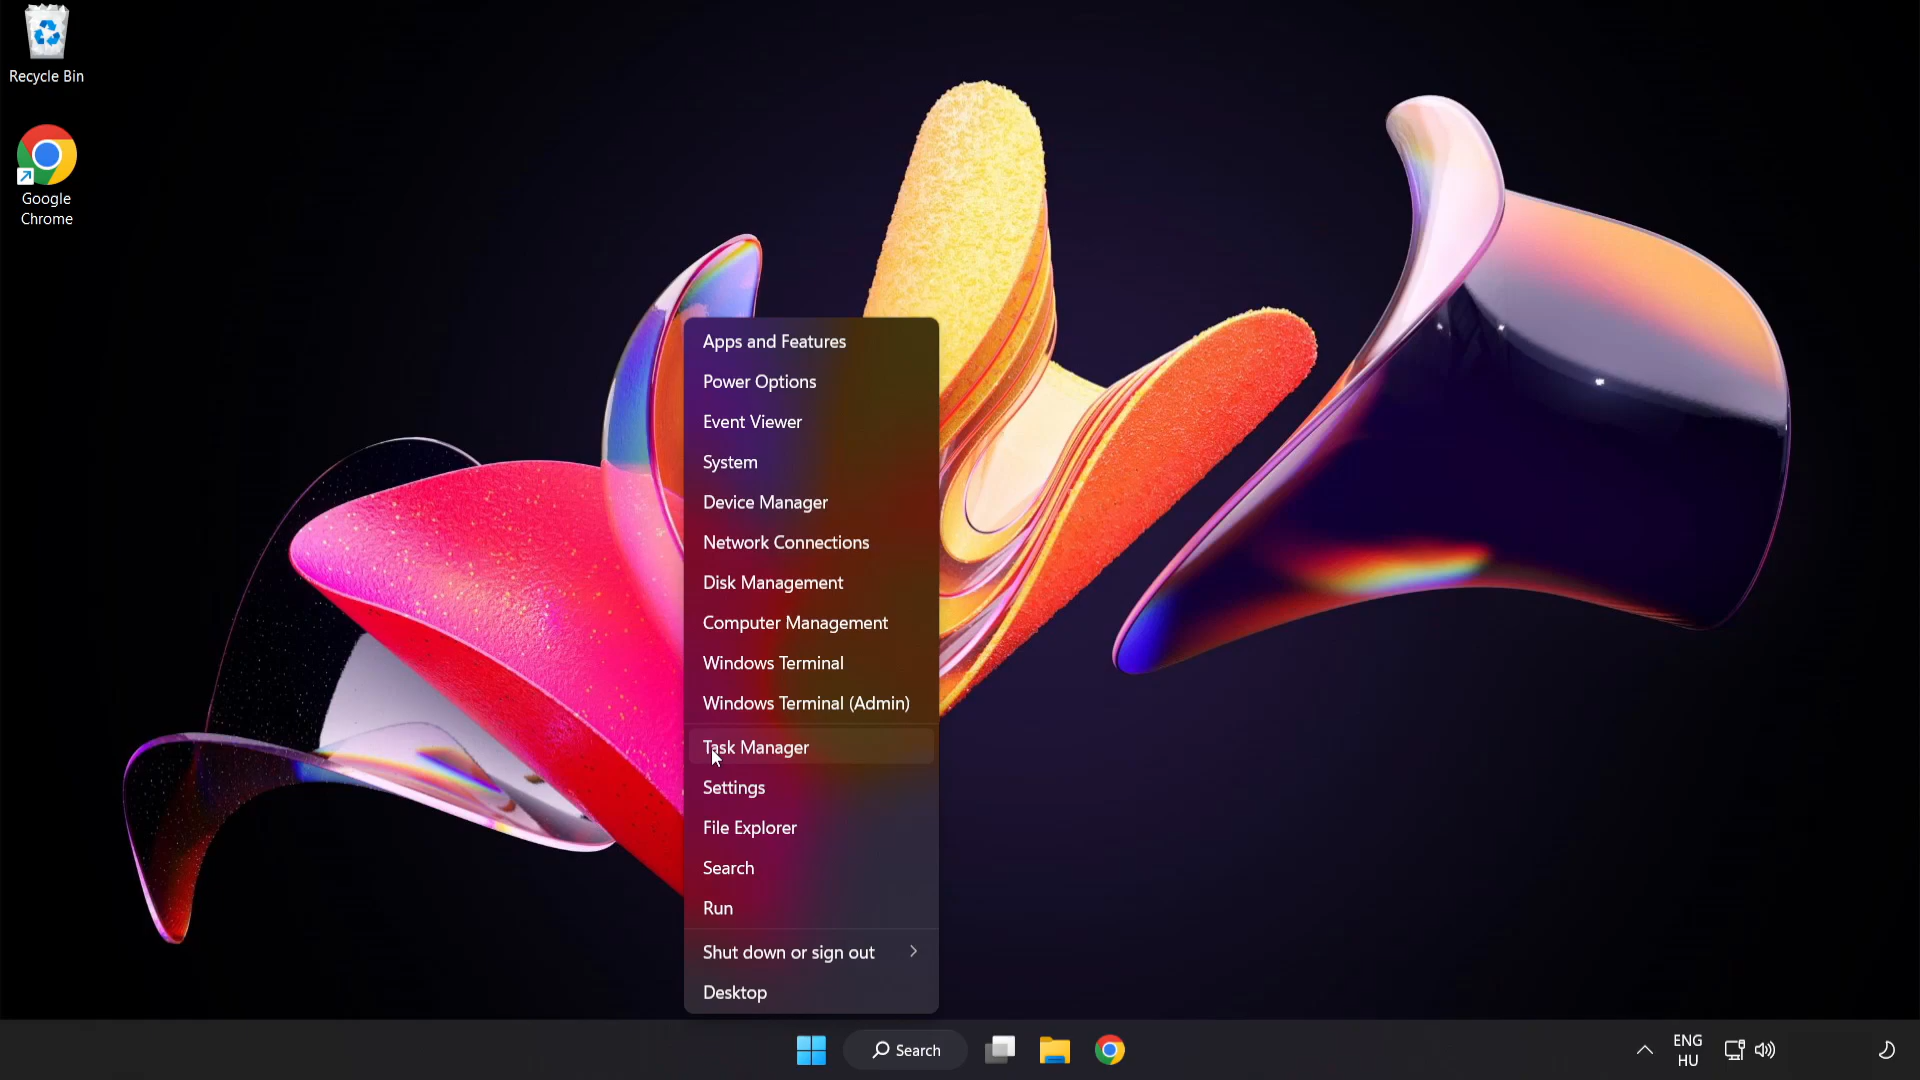 Recycle Bin
Google
Chrome
Apps and Features
Power Options
Event Viewer
System
Device Manager
Network Connections
Disk Management
Computer Management
Windows Terminal
Windows Terminal (Admin)
Task Manager
Settings
File Explorer
Search
Run
Shut down or sign out
Desktop
Search
ENG
HU